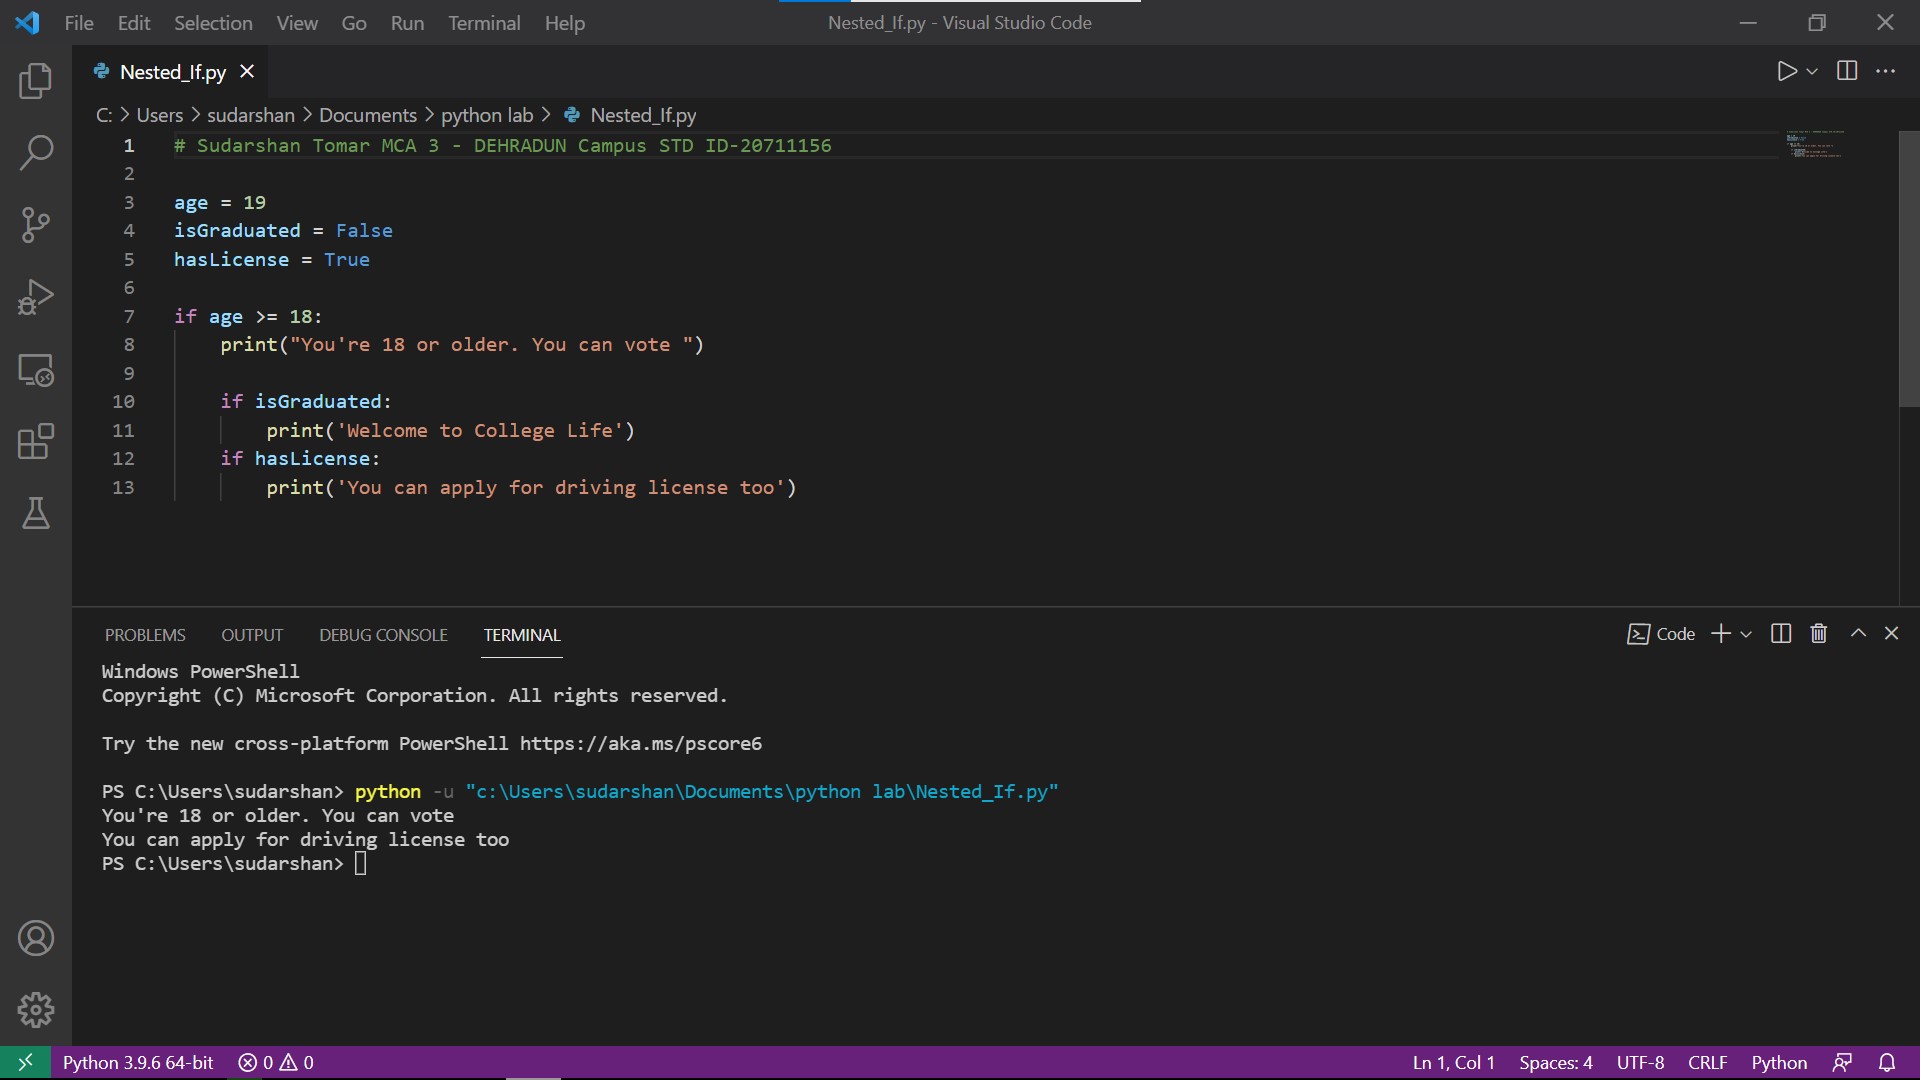 File Edit Selection View Go Run Terminal Help
Nested_If.py - Visual Studio Code
Nested_If.py
C: > Users > sudarshan > Documents > python lab > Nested_If.py
1 # Sudarshan Tomar MCA 3 - DEHRADUN Campus STD ID-20711156
2
3 age = 19
4 isGraduated = False
5 hasLicense = True
6
7 if age >= 18:
8     print("You're 18 or older. You can vote ")
9
10     if isGraduated:
11         print('Welcome to College Life')
12     if hasLicense:
13         print('You can apply for driving license too')
PROBLEMS OUTPUT DEBUG CONSOLE TERMINAL
Code
Windows PowerShell
Copyright (C) Microsoft Corporation. All rights reserved.
Try the new cross-platform PowerShell https://aka.ms/pscore6
PS C:\Users\sudarshan> python -u "c:\Users\sudarshan\Documents\python lab\Nested_If.py"
You're 18 or older. You can vote
You can apply for driving license too
PS C:\Users\sudarshan>
Python 3.9.6 64-bit 0 0
Ln 1, Col 1 Spaces: 4 UTF-8 CRLF Python